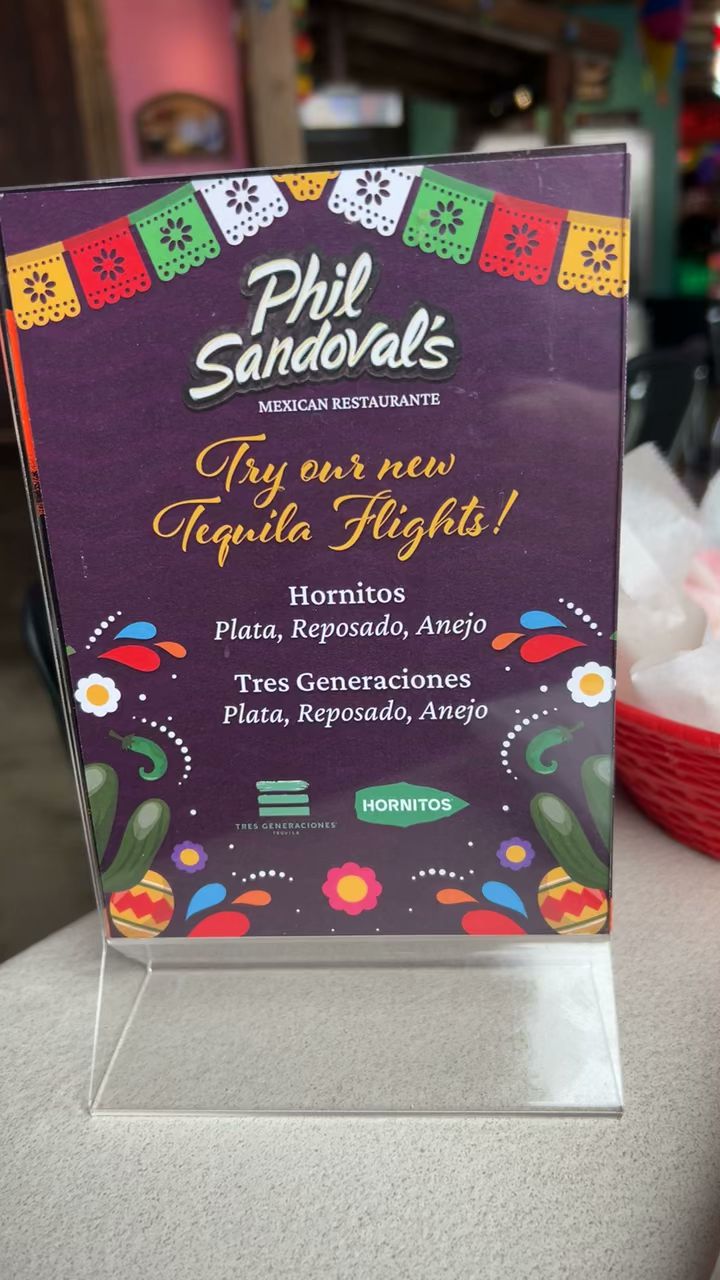 Phil
Sandoval's
MEXICAN RESTAURANTE
Try our new
Tequila Flights!
Hornitos
Plata, Reposado, Anejo
Tres Generaciones
Plata, Reposado, Anejo
TRES GENERACIONES
TEQUILA
HORNITOS